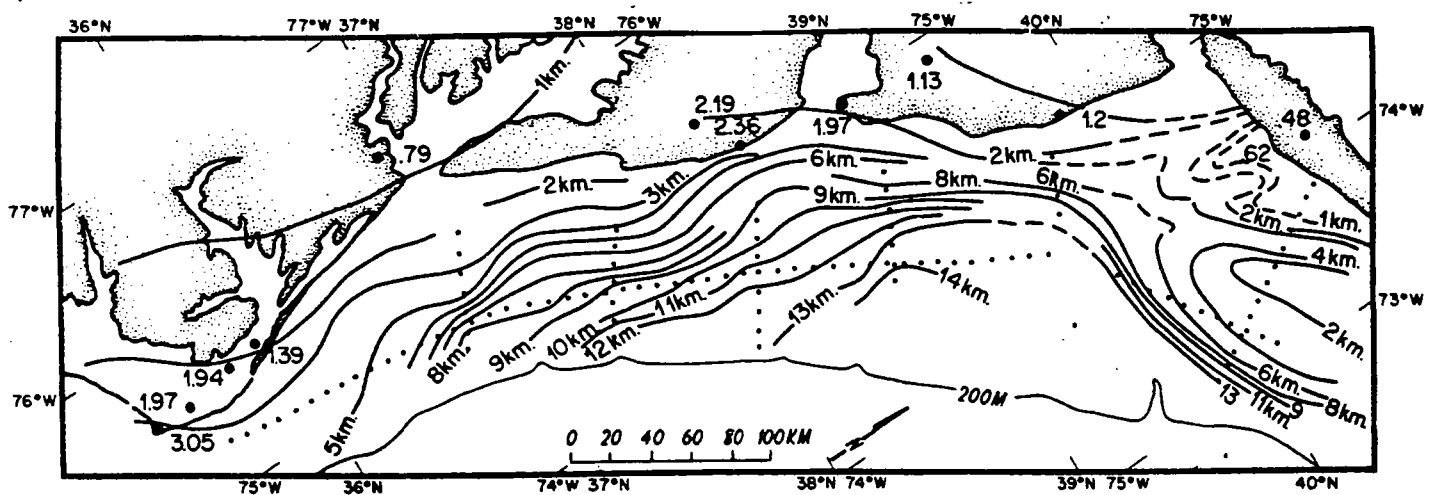 36°N 77°W 37°N 38°N 76°W 39°N 75°W 40°N 75°W
1km.
1.13
2.19
2.36
1.97
1.2
74°W
.48
.79
.62
6km.
2km.
2km.
3km.
9km.
8km.
6km.
77°W
2km.
1km.
4km.
14km.
13km.
11km.
73°W
10km.
12km.
9km.
8km.
2km.
1.39
1.94
6km.
9
76°W
1.97
200M
13
11km.
8km.
3.05
5km.
0 20 40 60 80 100KM
75°W 36°N 74°W 37°N 38°N 74°W 39°N 75°W 40°N